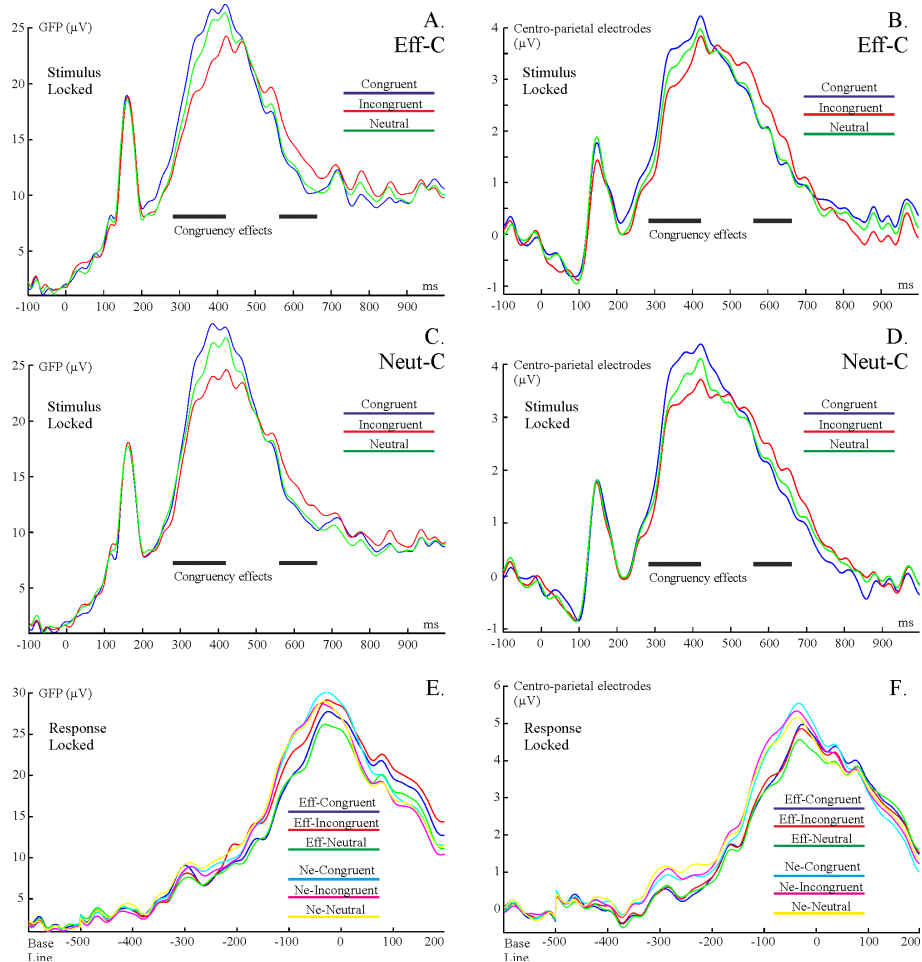 GFP (µV)
A.
Eff-C
Stimulus
Locked
Congruent
Incongruent
Neutral
Congruency effects
25
20
15
10
5
ms
-100 0 100 200 300 400 500 600 700 800 900
Centro-parietal electrodes
(µV)
B.
Eff-C
Stimulus
Locked
Congruent
Incongruent
Neutral
Congruency effects
4
3
2
1
0
-1
ms
-100 0 100 200 300 400 500 600 700 800 900
GFP (µV)
C.
Neut-C
Stimulus
Locked
Congruent
Incongruent
Neutral
Congruency effects
25
20
15
10
5
ms
-100 0 100 200 300 400 500 600 700 800 900
Centro-parietal electrodes
(µV)
D.
Neut-C
Stimulus
Locked
Congruent
Incongruent
Neutral
Congruency effects
4
3
2
1
0
-1
ms
-100 0 100 200 300 400 500 600 700 800 900
GFP (µV)
E.
Response
Locked
Eff-Congruent
Eff-Incongruent
Eff-Neutral
Ne-Congruent
Ne-Incongruent
Ne-Neutral
30
25
20
15
10
5
Base
Line
-500 -400 -300 -200 -100 0 100 200
Centro-parietal electrodes
(µV)
F.
Response
Locked
Eff-Congruent
Eff-Incongruent
Eff-Neutral
Ne-Congruent
Ne-Incongruent
Ne-Neutral
6
5
4
3
2
1
0
Base
Line
-500 -400 -300 -200 -100 0 100 200